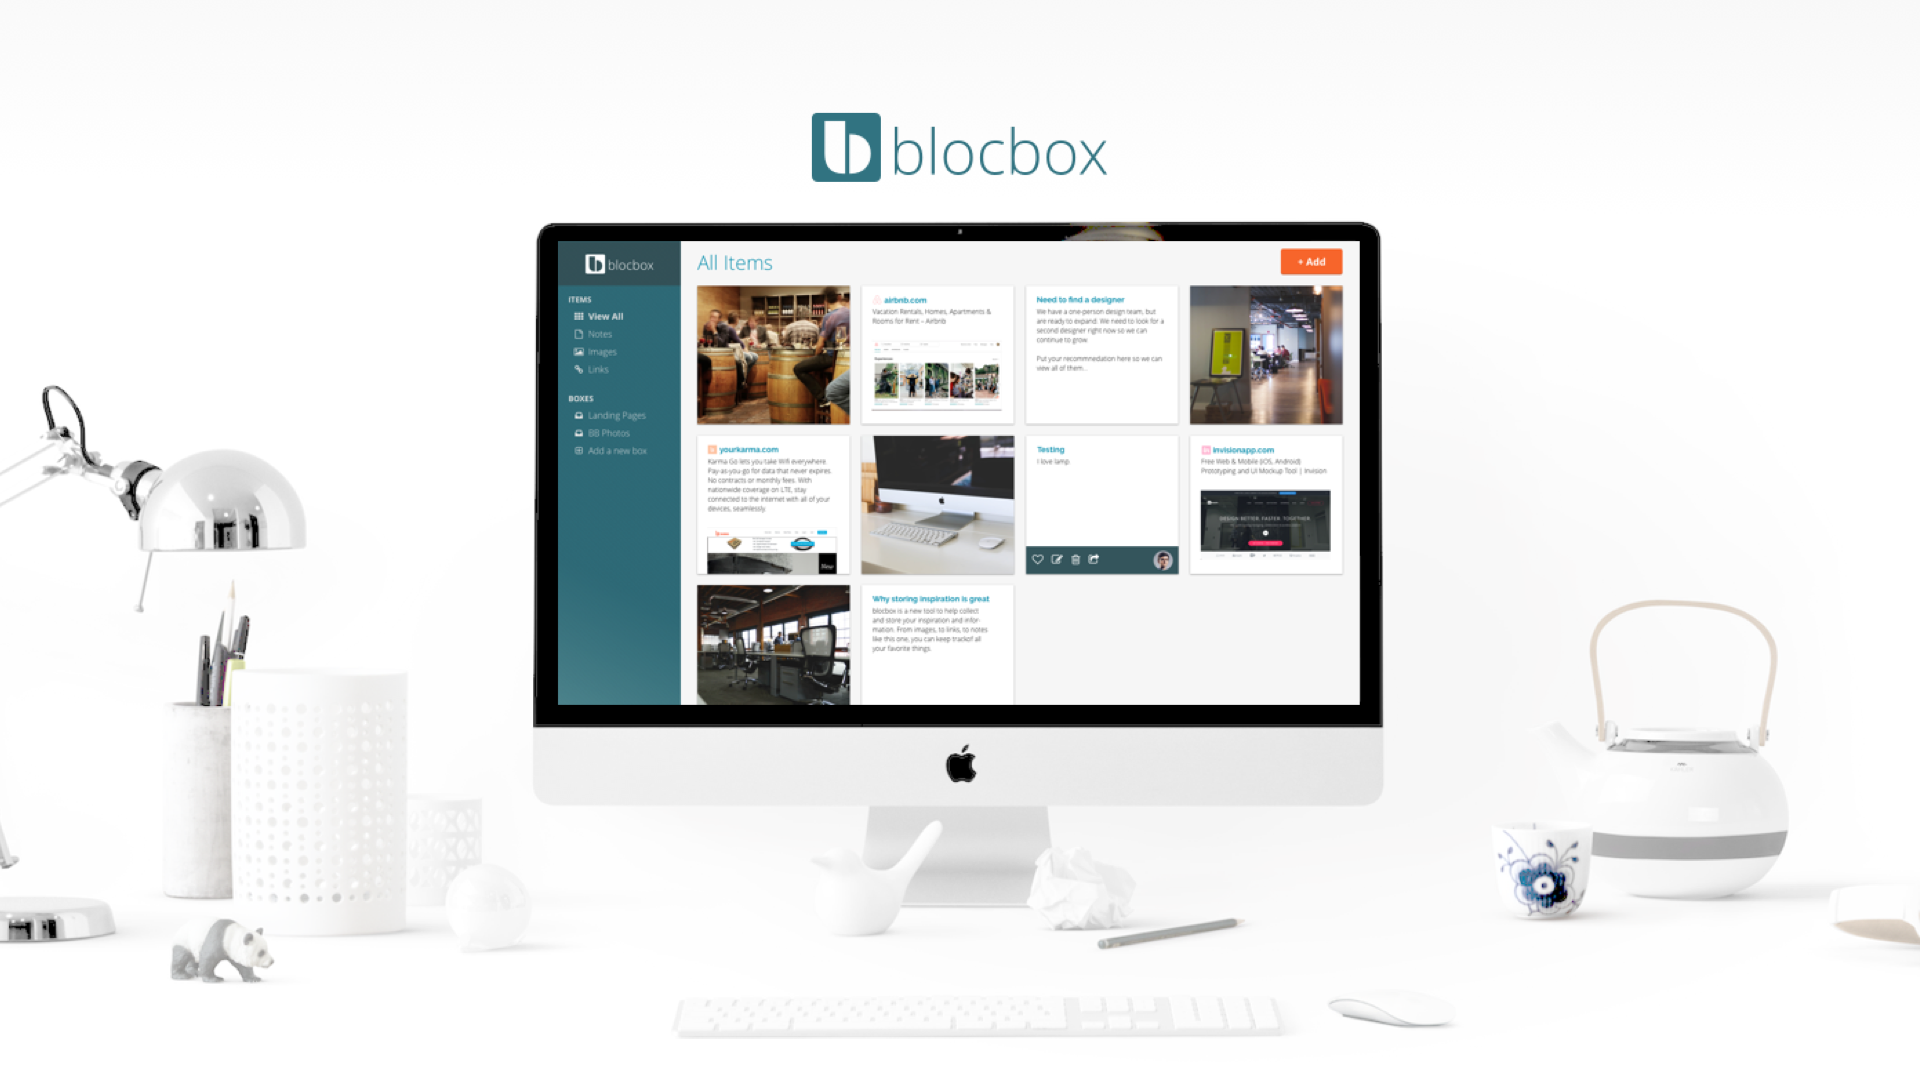 blocbox
blocbox
All Items
+ Add
ITEMS
View All
Notes
Images
Links
BOXES
Landing Pages
BB Photos
Add a new box
airbnb.com
Vacation Rentals, Homes, Apartments &
Rooms for Rent – Airbnb
Need to find a designer
We have a one-person design team, but
are ready to expand. We need to look for a
second designer right now so we can
continue to grow.
Put your recommnedation here so we can
view all of them...
yourkarma.com
Karma Go lets you take Wifi everywhere.
Pay-as-you-go for data that never expires.
No contracts or monthly fees. With
nationwide coverage on LTE, stay
connected to the internet with all of your
devices, seamlessly.
Testing
I love lamp.
invisionapp.com
Free Web & Mobile (iOS, Android)
Prototyping and UI Mockup Tool | Invision
DESIGN BETTER. FASTER. TOGETHER.
Why storing inspiration is great
blocbox is a new tool to help collect
and store your inspiration and infor-
mation. From images, to links, to notes
like this one, you can keep trackof all
your favorite things.